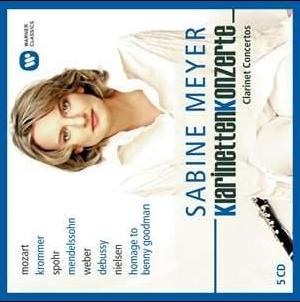 WARNER
CLASSICS
SABINE MEYER
Klarinettenkonzerte
Clarinet Concertos
mozart
krommer
spohr
mendelssohn
weber
debussy
nielsen
homage to
benny goodman
5 CD